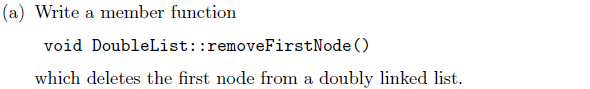 (a) Write a member function
void DoubleList::removeFirstNode()
which deletes the first node from a doubly linked list.